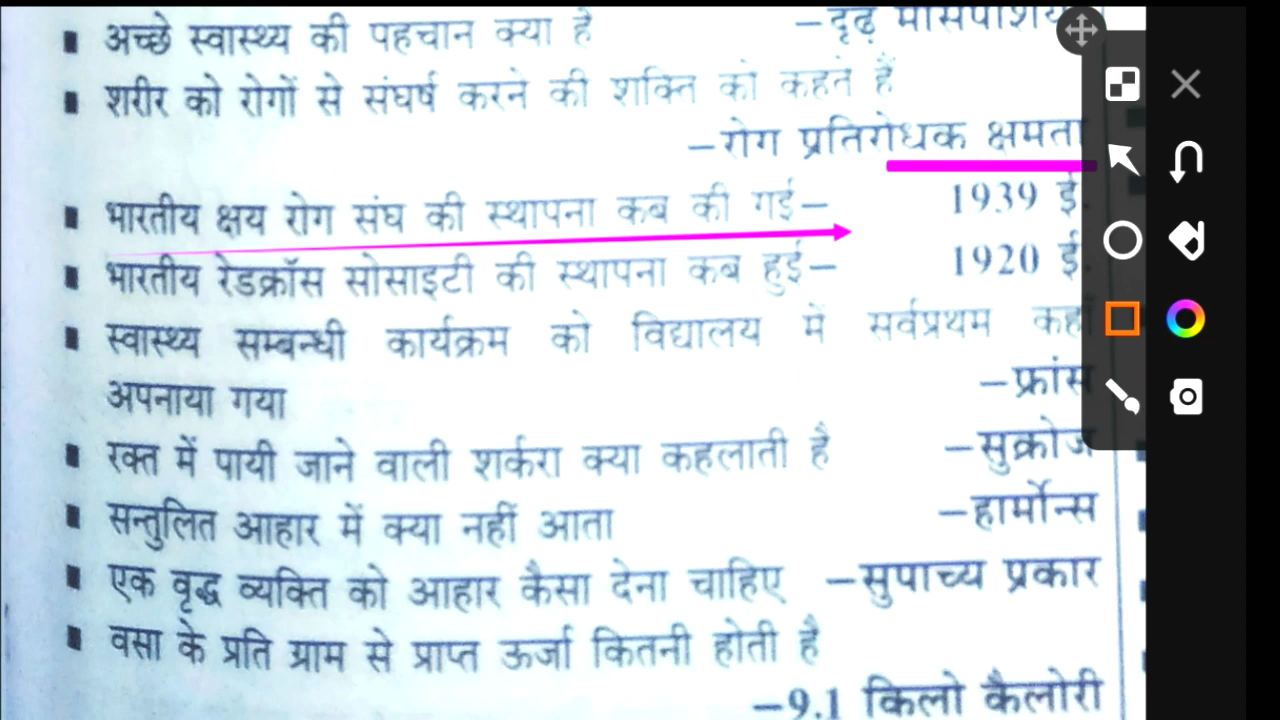 ■ अच्छे स्वास्थ्य की पहचान क्या है
■ शरीर को रोगों से संघर्ष करने की शक्ति को कहते हैं
–रोग प्रतिरोधक क्षमता
■ भारतीय क्षय रोग संघ की स्थापना कब की गई– 1939 ई.
■ भारतीय रेडक्रॉस सोसाइटी की स्थापना कब हुई– 1920 ई.
■ स्वास्थ्य सम्बन्धी कार्यक्रम को विद्यालय में सर्वप्रथम कहाँ
अपनाया गया –फ्रांस
■ रक्त में पायी जाने वाली शर्करा क्या कहलाती है –सुक्रोज
■ सन्तुलित आहार में क्या नहीं आता –हार्मोन्स
■ एक वृद्ध व्यक्ति को आहार कैसा देना चाहिए –सुपाच्य प्रकार
■ वसा के प्रति ग्राम से प्राप्त ऊर्जा कितनी होती है
–9.1 किलो कैलोरी